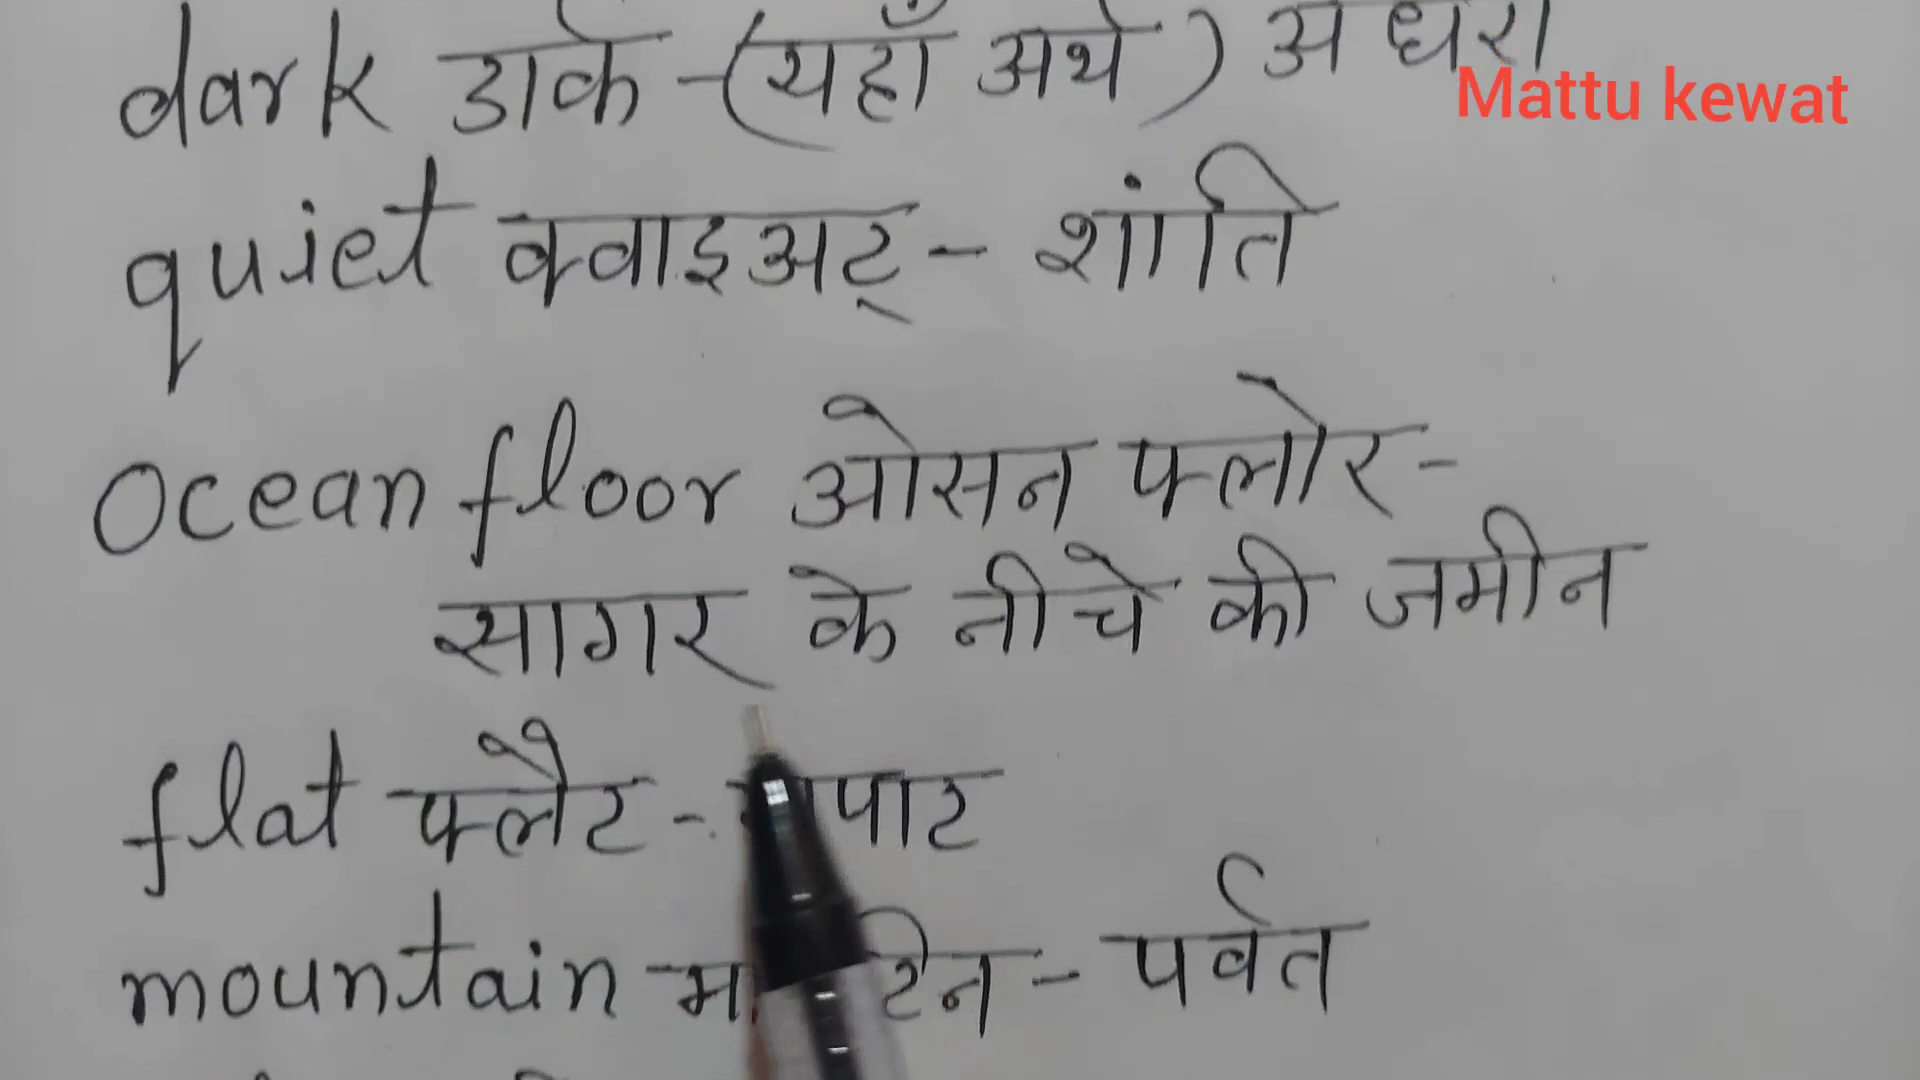 dark डार्क -(यहाँ अर्थ)
Mattu kewat
quiet क्वाइअट् - शांति
Ocean floor ओसन फ्लोर-
सागर के नीचे की जमीन
flat फ्लैट -
mountain - पर्वत